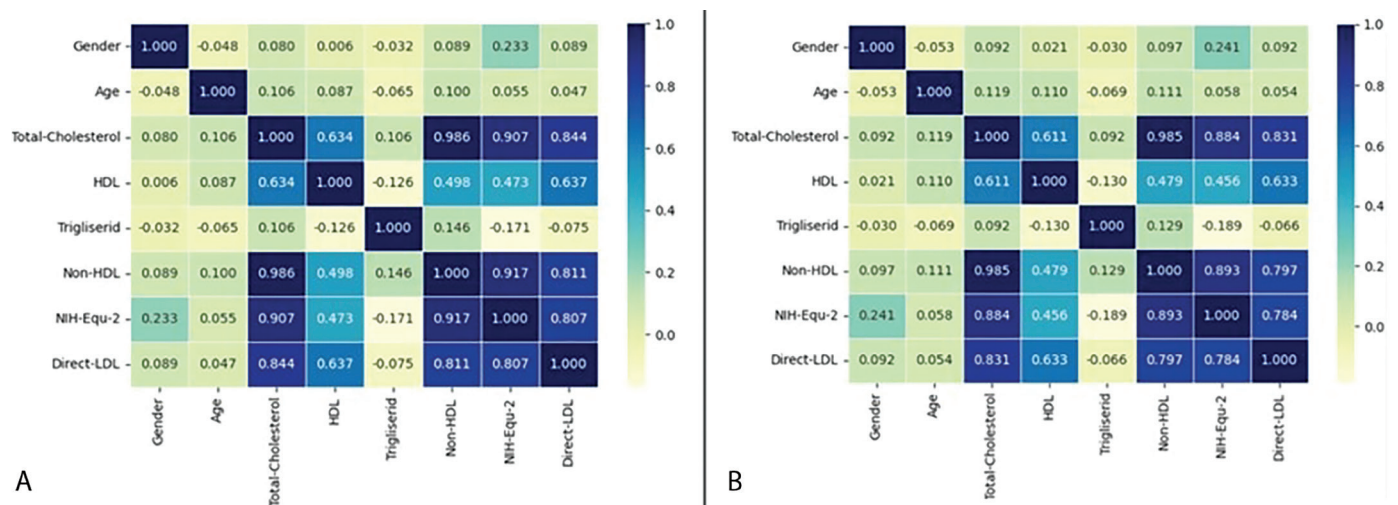 Gender 1.000 -0.048 0.080 0.006 -0.032 0.089 0.233 0.089
Age -0.048 1.000 0.106 0.087 -0.065 0.100 0.055 0.047
Total-Cholesterol 0.080 0.106 1.000 0.634 0.106 0.986 0.907 0.844
HDL 0.006 0.087 0.634 1.000 -0.126 0.498 0.473 0.637
Trigliserid -0.032 -0.065 0.106 -0.126 1.000 0.146 -0.171 -0.075
Non-HDL 0.089 0.100 0.986 0.498 0.146 1.000 0.917 0.811
NIH-Equ-2 0.233 0.055 0.907 0.473 -0.171 0.917 1.000 0.807
Direct-LDL 0.089 0.047 0.844 0.637 -0.075 0.811 0.807 1.000
Gender Age Total-Cholesterol HDL Trigliserid Non-HDL NIH-Equ-2 Direct-LDL
1.0
0.8
0.6
0.4
0.2
0.0
A
Gender 1.000 -0.053 0.092 0.021 -0.030 0.097 0.241 0.092
Age -0.053 1.000 0.119 0.110 -0.069 0.111 0.058 0.054
Total-Cholesterol 0.092 0.119 1.000 0.611 0.092 0.985 0.884 0.831
HDL 0.021 0.110 0.611 1.000 -0.130 0.479 0.456 0.633
Trigliserid -0.030 -0.069 0.092 -0.130 1.000 0.129 -0.189 -0.066
Non-HDL 0.097 0.111 0.985 0.479 0.129 1.000 0.893 0.797
NIH-Equ-2 0.241 0.058 0.884 0.456 -0.189 0.893 1.000 0.784
Direct-LDL 0.092 0.054 0.831 0.633 -0.066 0.797 0.784 1.000
Gender Age Total-Cholesterol HDL Trigliserid Non-HDL NIH-Equ-2 Direct-LDL
1.0
0.8
0.6
0.4
0.2
0.0
B